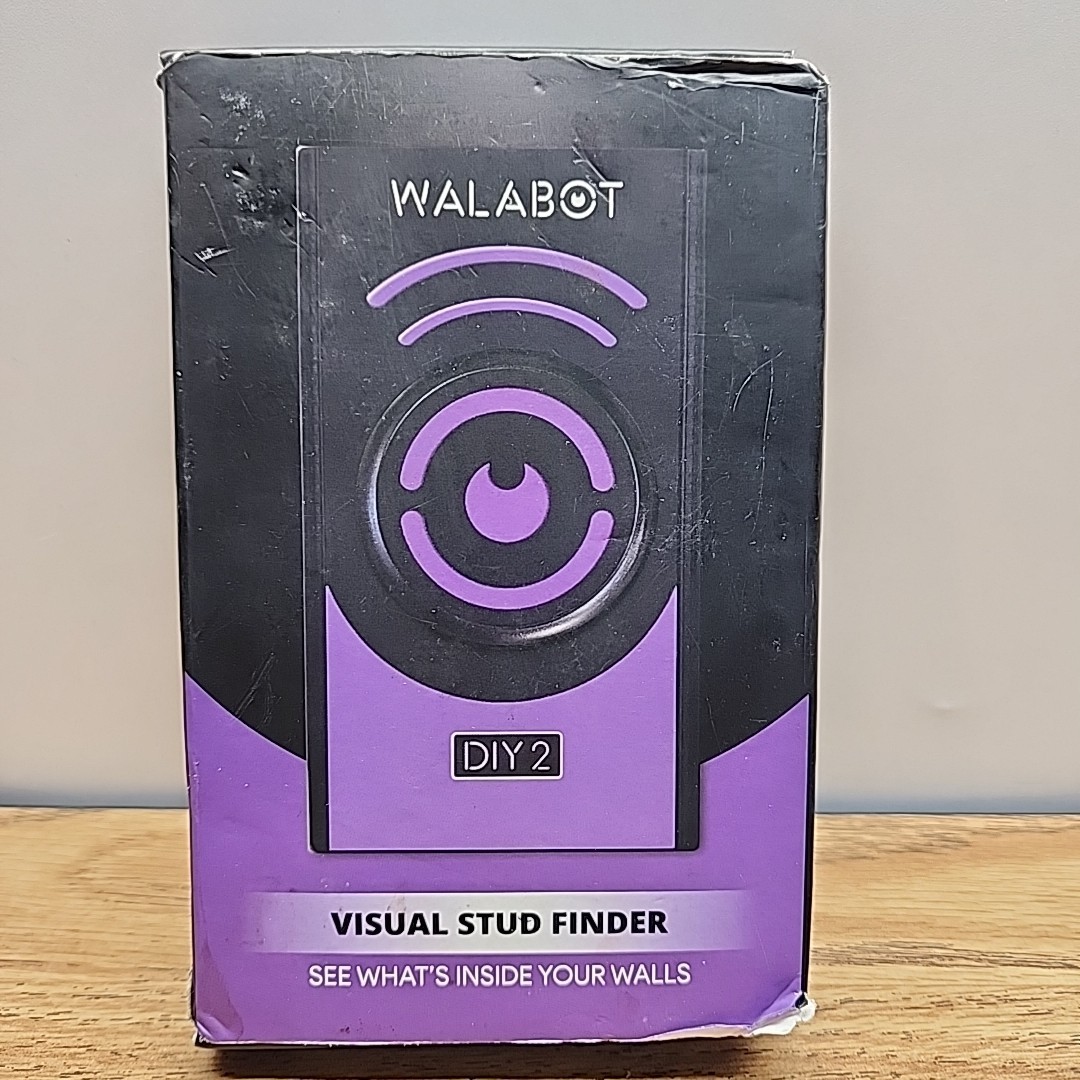 WALABOT
DIY 2
VISUAL STUD FINDER
SEE WHAT'S INSIDE YOUR WALLS